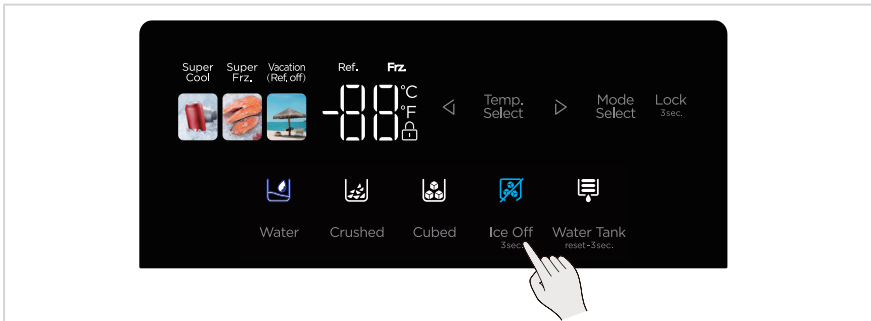 Super Cool
Super Frz.
Vacation (Ref, off)
Ref.
Frz.
-88
°C
°F
Temp. Select
Mode Select
Lock
3sec.
Water
Crushed
Cubed
Ice Off
3sec.
Water Tank
reset-3sec.